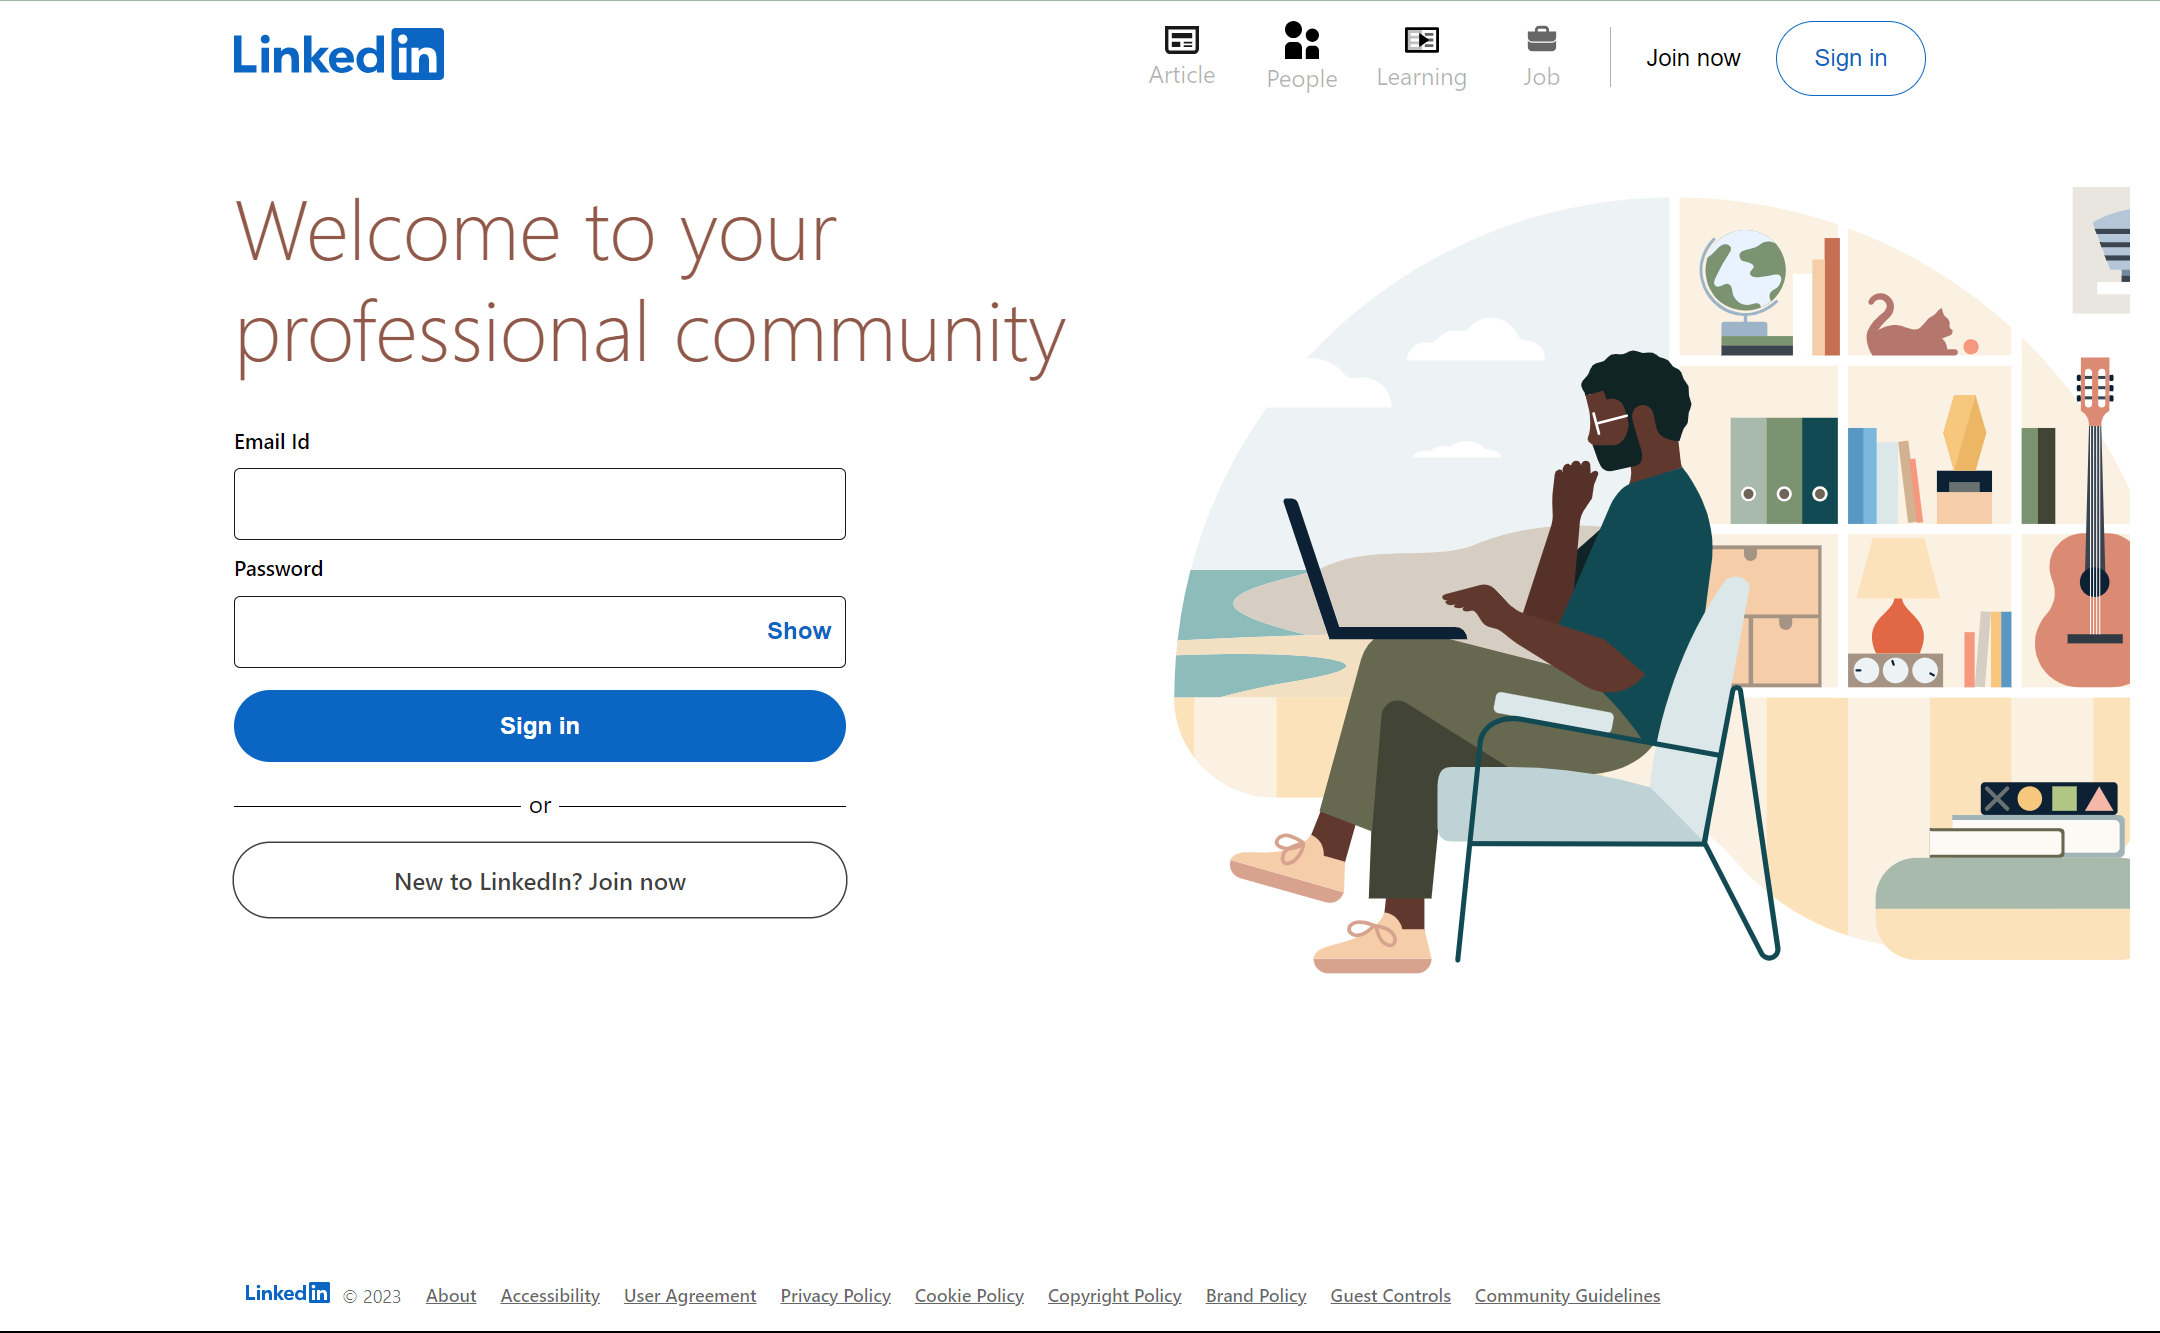 LinkedIn
Article People Learning Job Join now Sign in
Welcome to your
professional community
Email Id
Password
Show
Sign in
or
New to LinkedIn? Join now
LinkedIn © 2023 About Accessibility User Agreement Privacy Policy Cookie Policy Copyright Policy Brand Policy Guest Controls Community Guidelines